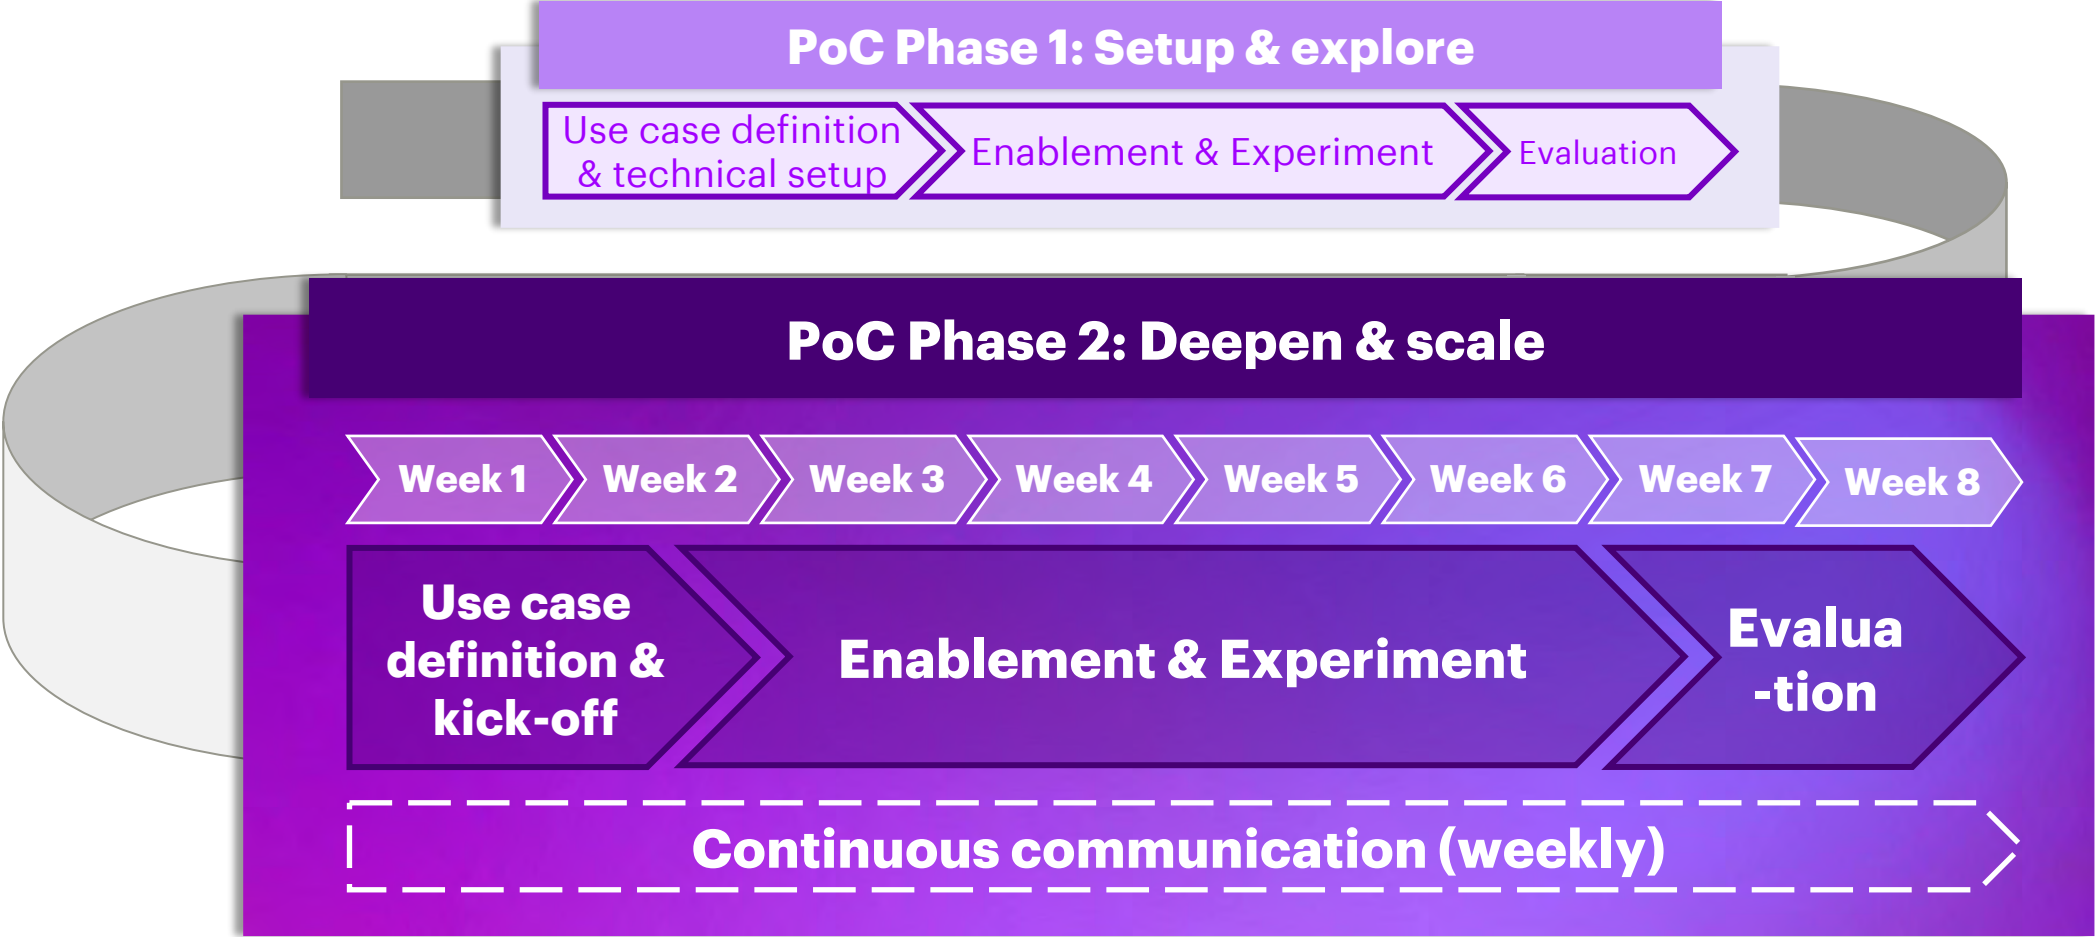 PoC Phase 1: Setup & explore
Use case definition
& technical setup
Enablement & Experiment
Evaluation
PoC Phase 2: Deepen & scale
Week 1
Week 2
Week 3
Week 4
Week 5
Week 6
Week 7
Week 8
Use case
definition &
kick-off
Enablement & Experiment
Evalua
-tion
Continuous communication (weekly)